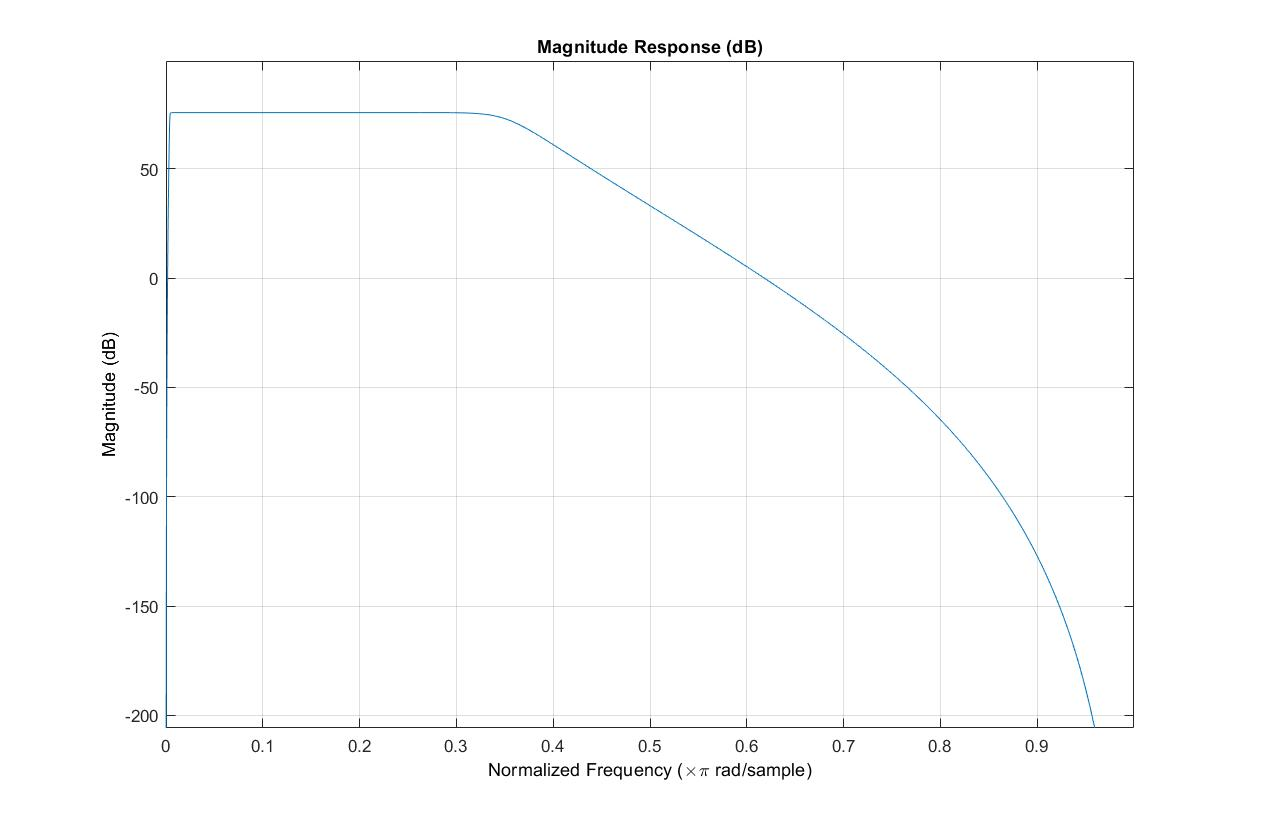 Magnitude Response (dB)
50
0
-50
-100
-150
-200
Magnitude (dB)
0 0.1 0.2 0.3 0.4 0.5 0.6 0.7 0.8 0.9
Normalized Frequency (×π rad/sample)